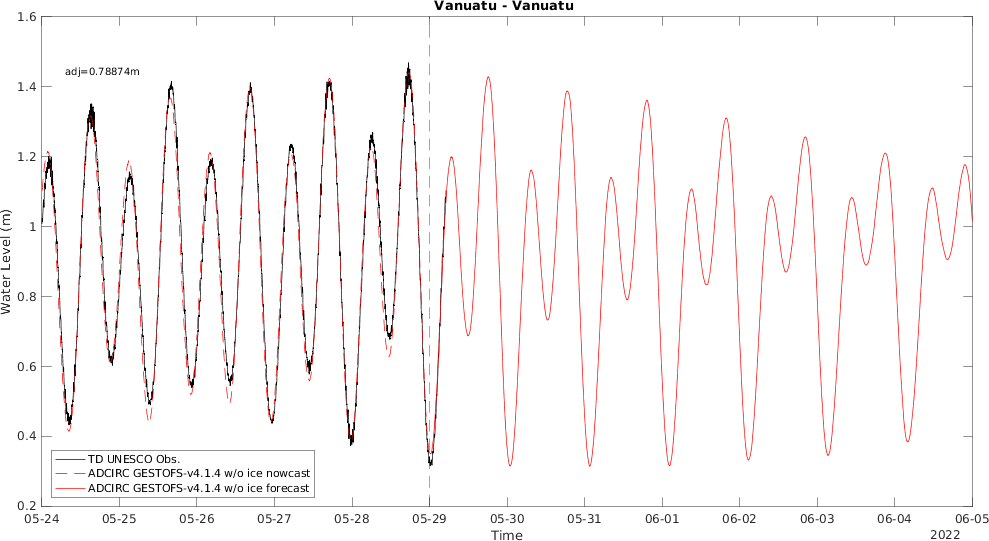 Vanuatu - Vanuatu
1.6
1.4
1.2
1
0.8
0.6
0.4
0.2
Water Level (m)
adj=0.78874m
TD UNESCO Obs.
ADCIRC GESTOFS-v4.1.4 w/o ice nowcast
ADCIRC GESTOFS-v4.1.4 w/o ice forecast
05-24 05-25 05-26 05-27 05-28 05-29 05-30 05-31 06-01 06-02 06-03 06-04 06-05
Time
2022